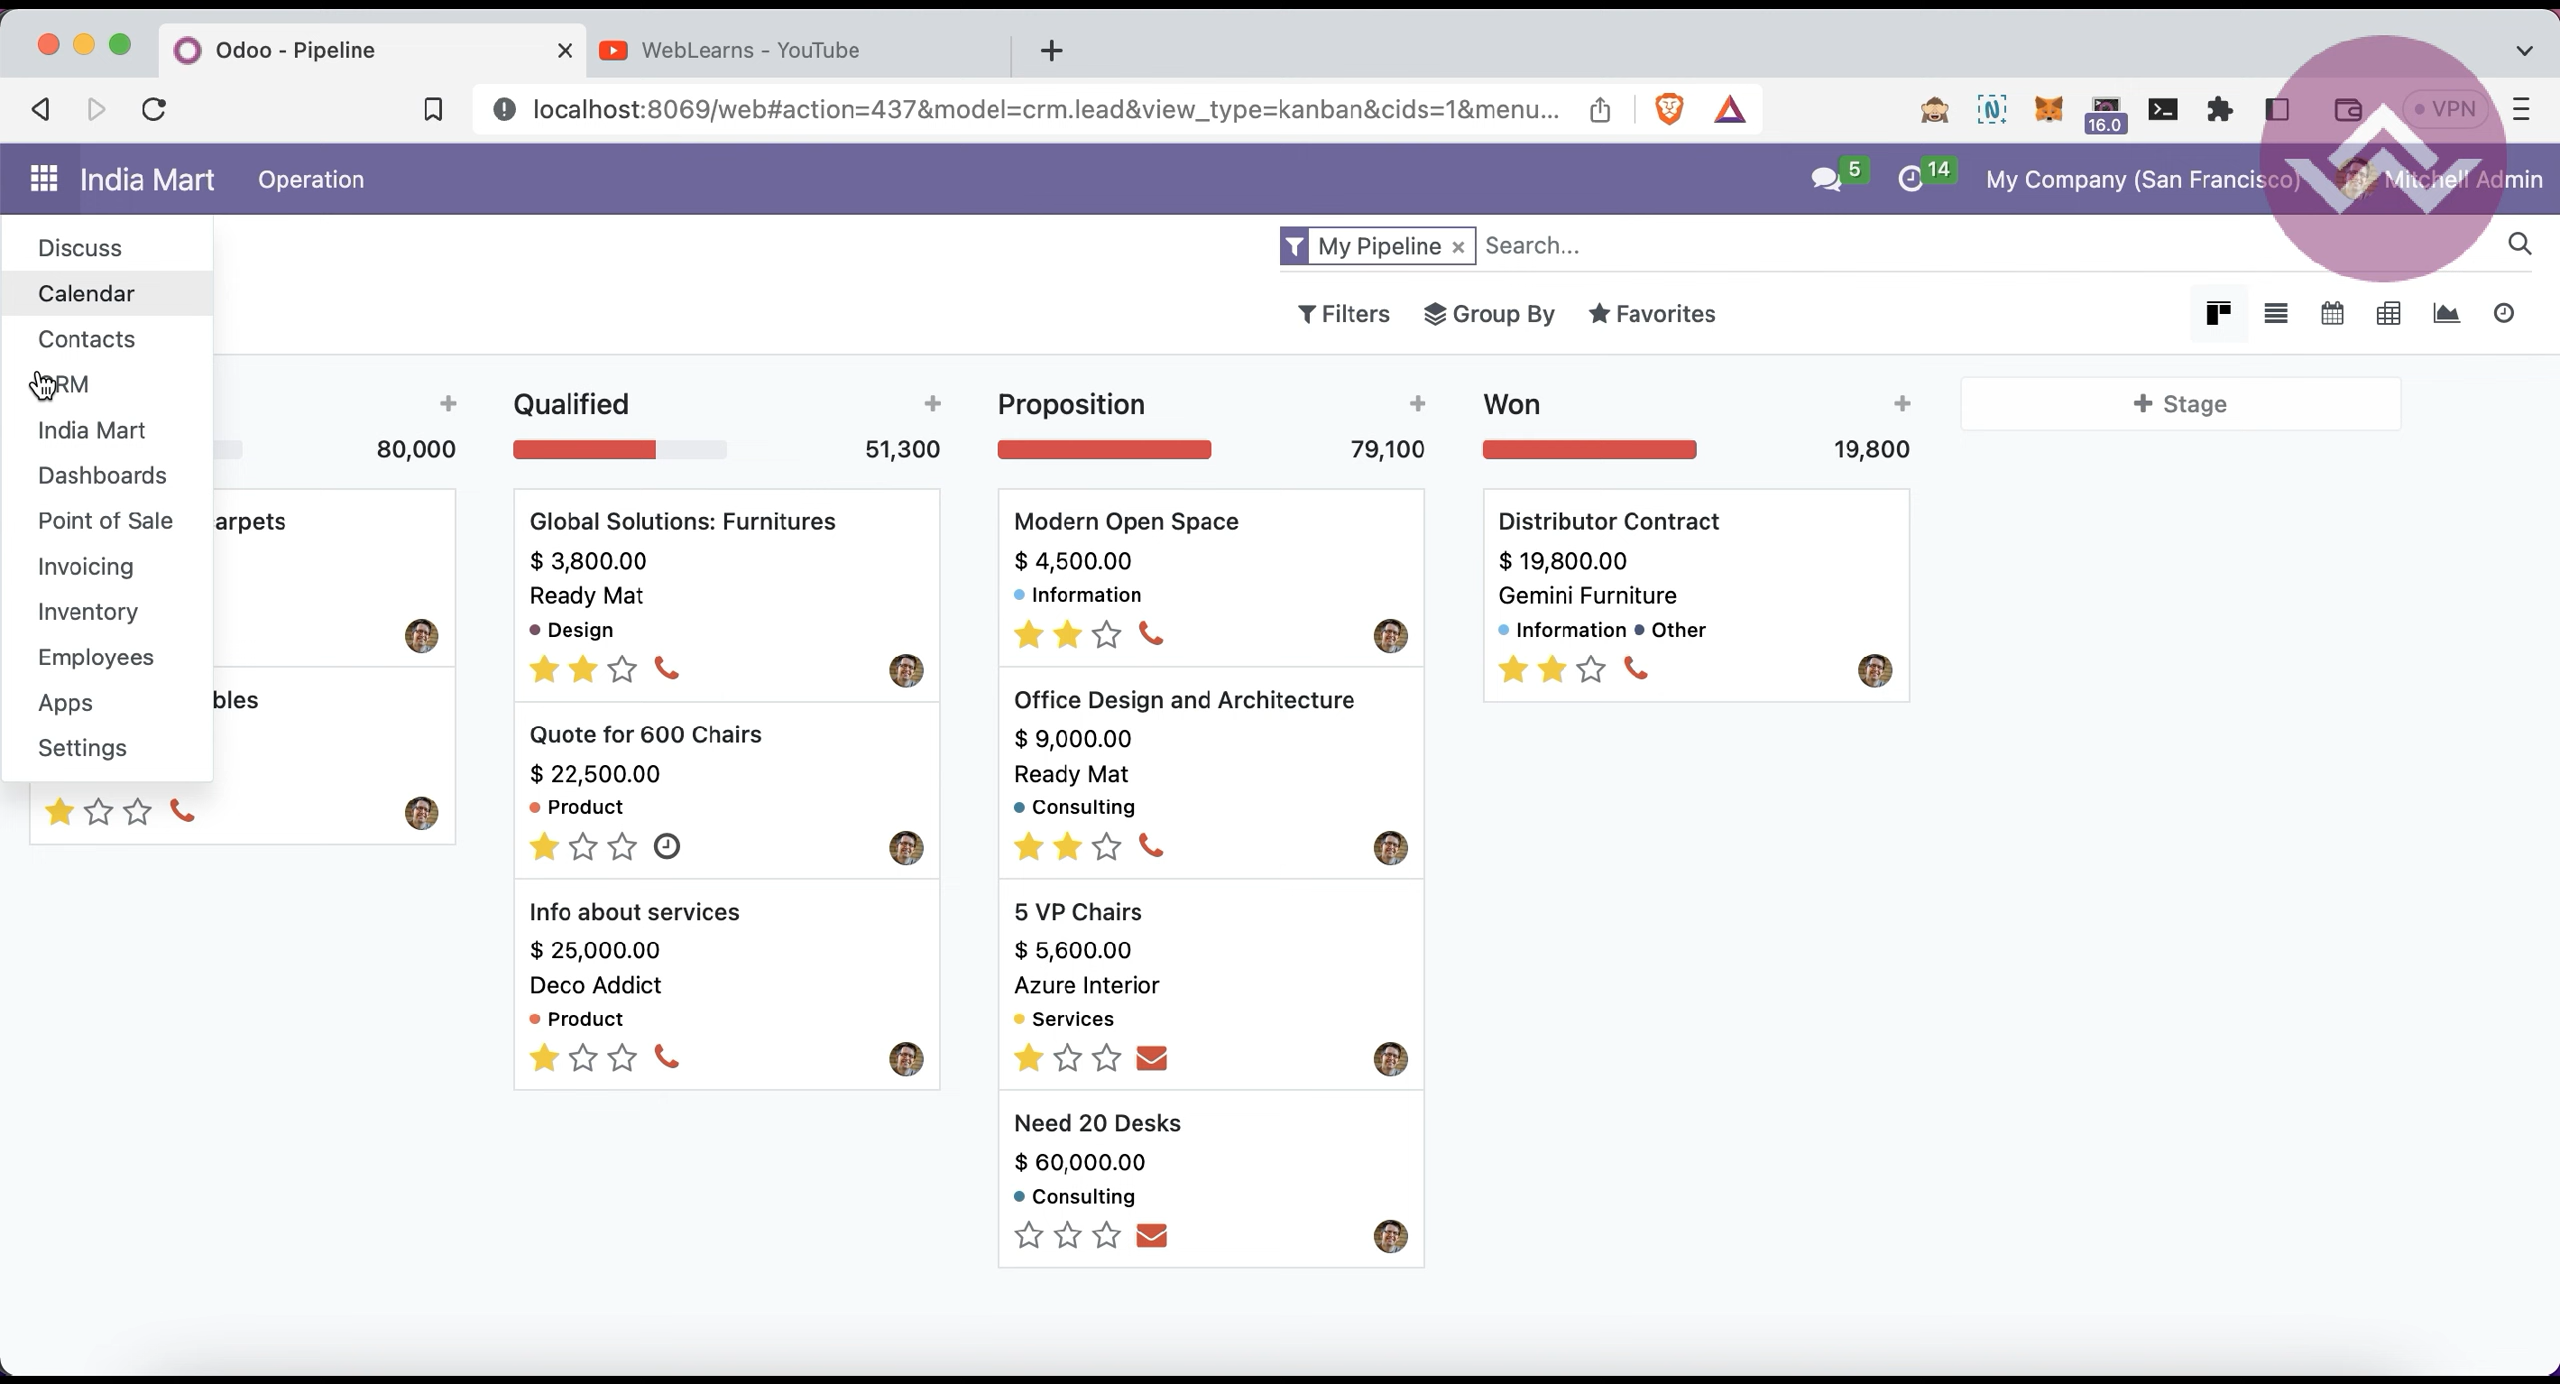 Odoo - Pipeline
WebLearns - YouTube
localhost:8069/web#action=437&model=crm.lead&view_type=kanban&cids=1&menu...
16.0
VPN
India Mart
Operation
5
14
My Company (San Francisco)
Mitchell Admin
Discuss
Calendar
Contacts
RM
India Mart
Dashboards
Point of Sale
Invoicing
Inventory
Employees
Apps
Settings
My Pipeline ×
Search...
Filters
Group By
Favorites
80,000
arpets
bles
Qualified
51,300
Global Solutions: Furnitures
$ 3,800.00
Ready Mat
Design
Quote for 600 Chairs
$ 22,500.00
Product
Info about services
$ 25,000.00
Deco Addict
Product
Proposition
79,100
Modern Open Space
$ 4,500.00
Information
Office Design and Architecture
$ 9,000.00
Ready Mat
Consulting
5 VP Chairs
$ 5,600.00
Azure Interior
Services
Need 20 Desks
$ 60,000.00
Consulting
Won
19,800
Distributor Contract
$ 19,800.00
Gemini Furniture
Information Other
+ Stage